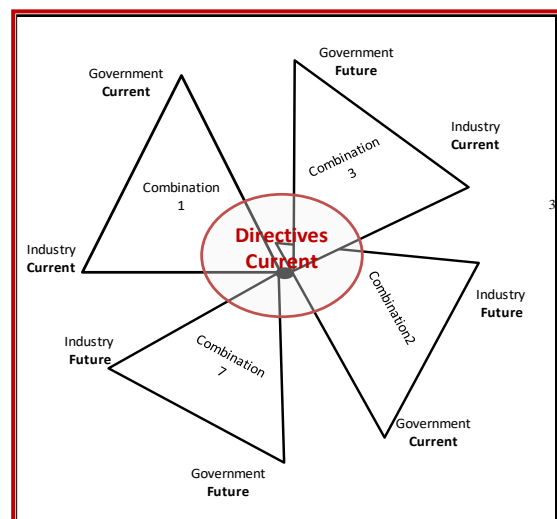 Government
Current
Government
Future
Industry
Current
Combination
3
Combination
1
3
Directives
Current
Industry
Current
Industry
Future
Combination2
Industry
Future
Combination
7
Government
Current
Government
Future